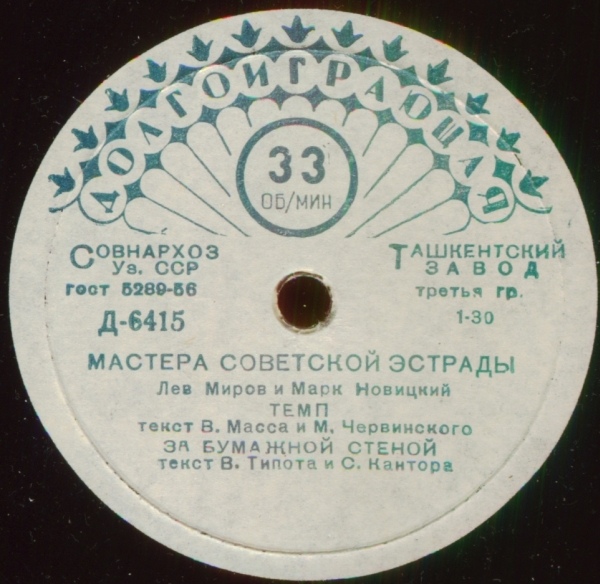 ДОЛГОИГРАЮЩАЯ
33
ОБ/МИН
СОВНАРХОЗ
Уз. ССР
ГОСТ 5289-56
Д-6415
ТАШКЕНТСКИЙ
ЗАВОД
третья гр.
1-30
МАСТЕРА СОВЕТСКОЙ ЭСТРАДЫ
Лев Миров и Марк Новицкий
ТЕМП
текст В. Масса и М. Червинского
ЗА БУМАЖНОЙ СТЕНОЙ
текст В. Типота и С. Кантора